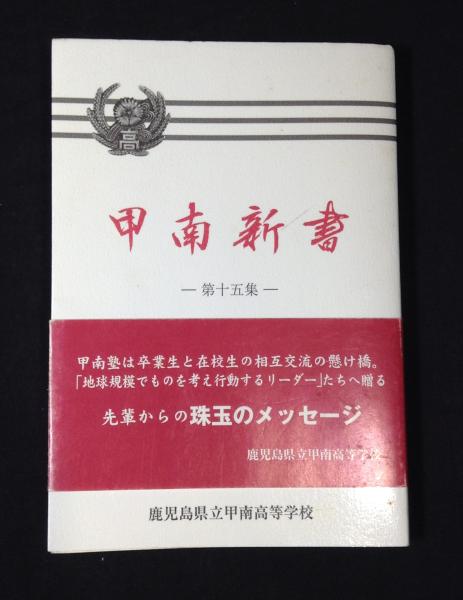 高
甲南新書
― 第十五集 ―
甲南塾は卒業生と在校生の相互交流の懸け橋。
「地球規模でものを考え行動するリーダー」たちへ贈る
先輩からの珠玉のメッセージ
鹿児島県立甲南高等学校
鹿児島県立甲南高等学校